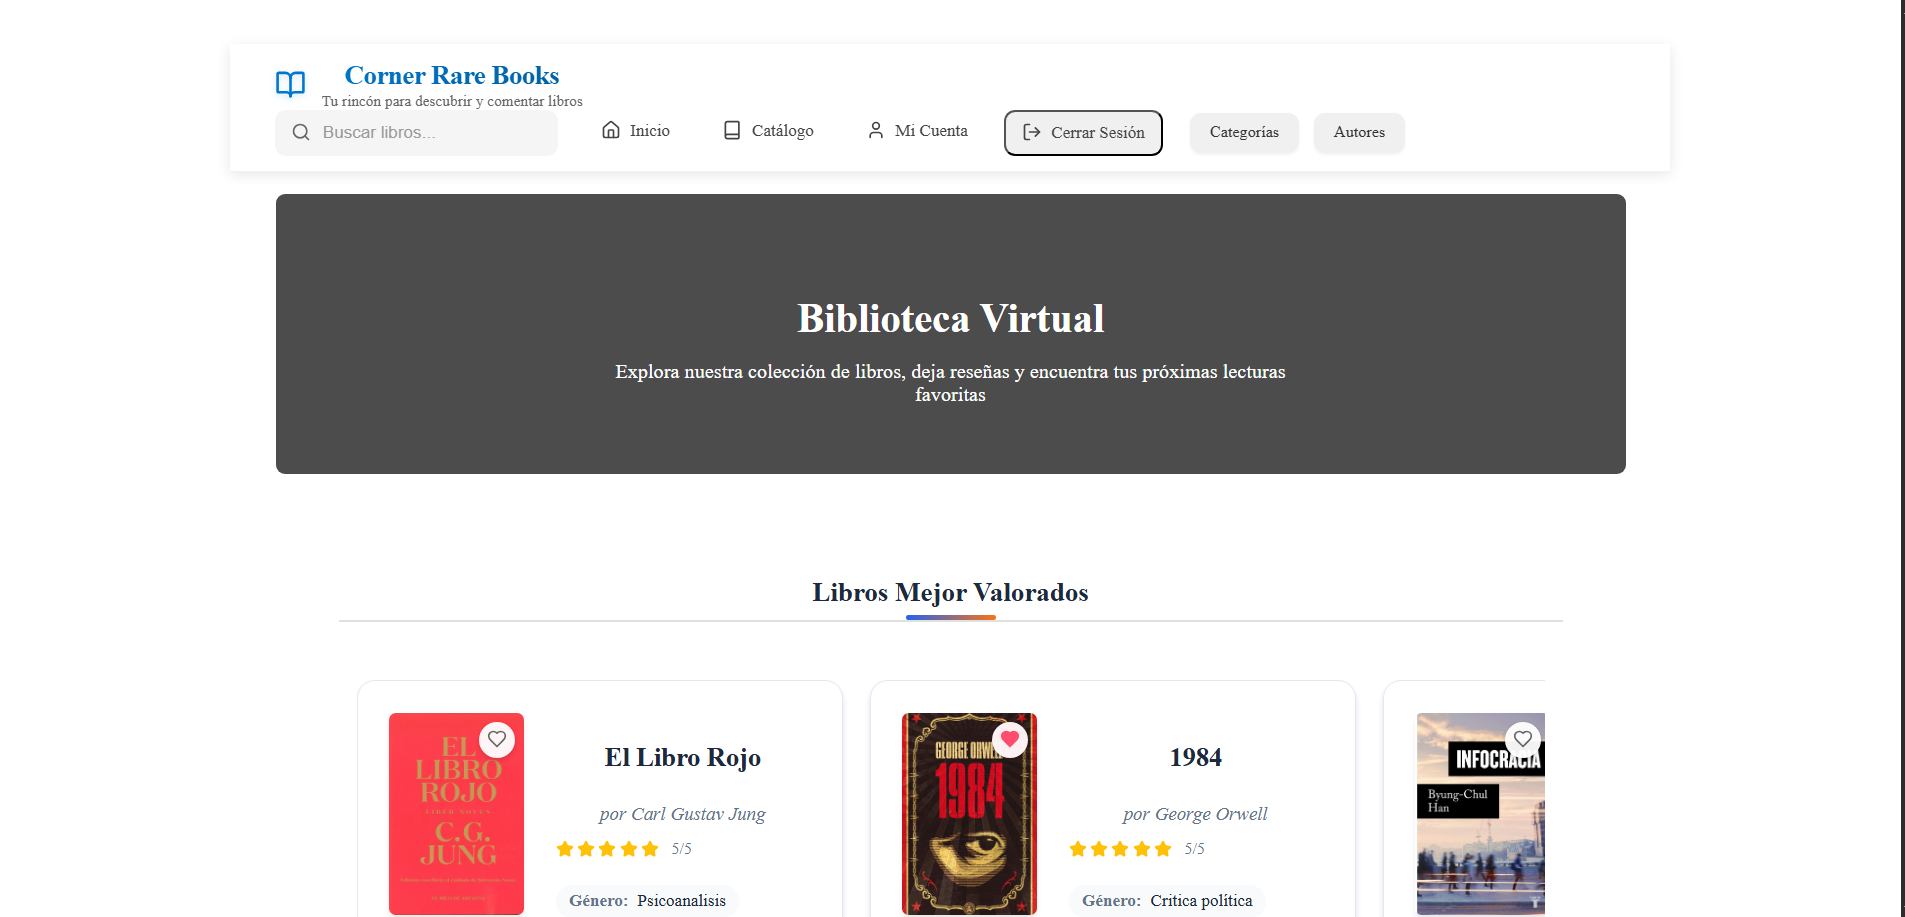 Corner Rare Books
Tu rincón para descubrir y comentar libros
Buscar libros...
Inicio
Catálogo
Mi Cuenta
Cerrar Sesión
Categorías
Autores
Biblioteca Virtual
Explora nuestra colección de libros, deja reseñas y encuentra tus próximas lecturas
favoritas
Libros Mejor Valorados
EL
LIBRO
ROJO
LIBER NOVUS
C.G.
JUNG
El Libro Rojo
por Carl Gustav Jung
5/5
Género: Psicoanalisis
GEORGE ORWELL
1984
1984
por George Orwell
5/5
Género: Critica política
INFOCRACIA
Byung-Chul
Han